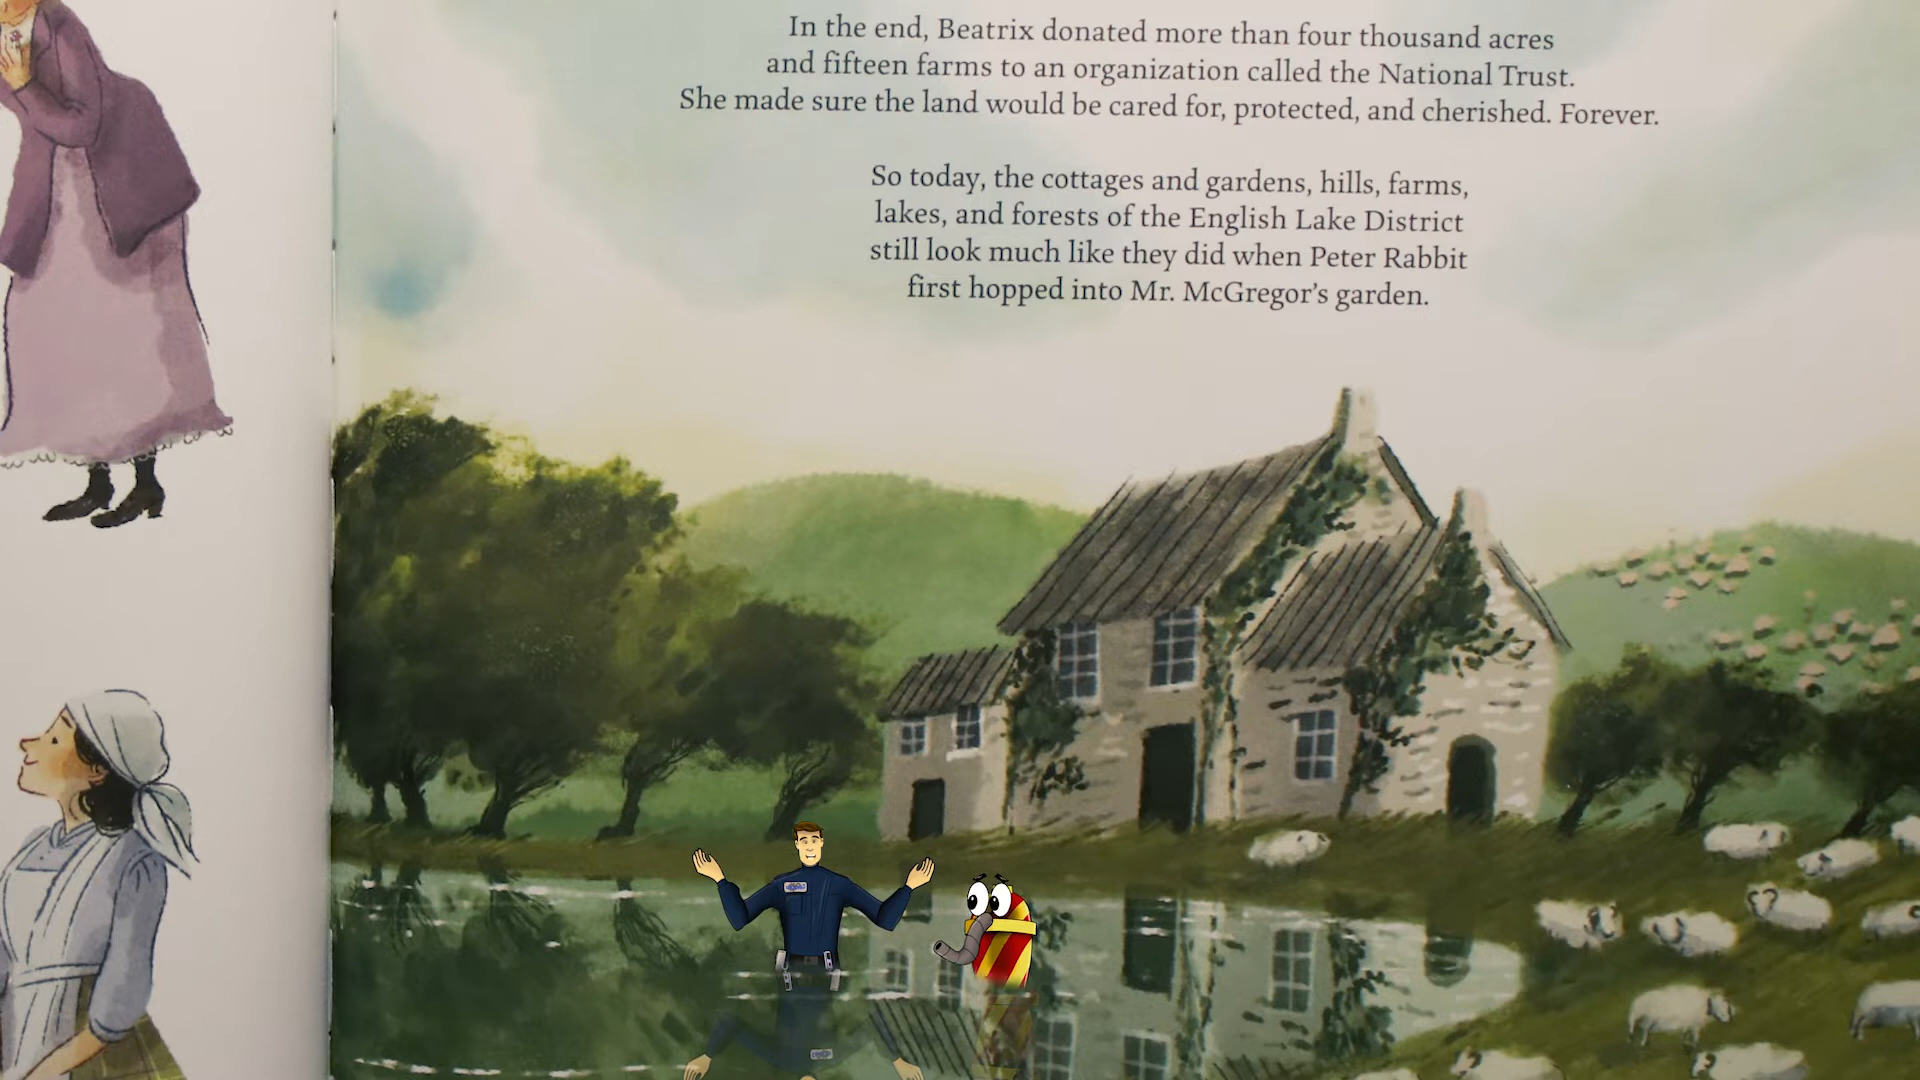 In the end, Beatrix donated more than four thousand acres
and fifteen farms to an organization called the National Trust.
She made sure the land would be cared for, protected, and cherished. Forever.
So today, the cottages and gardens, hills, farms,
lakes, and forests of the English Lake District
still look much like they did when Peter Rabbit
first hopped into Mr. McGregor's garden.